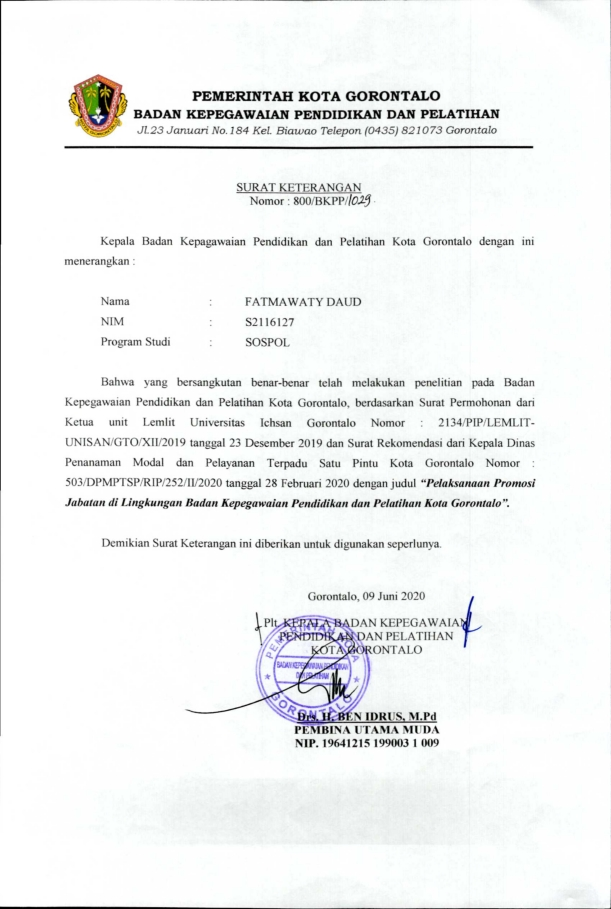 PEMERINTAH KOTA GORONTALO
BADAN KEPEGAWAIAN PENDIDIKAN DAN PELATIHAN
Jl.23 Januari No.184 Kel. Biawao Telepon (0435) 821073 Gorontalo
SURAT KETERANGAN
Nomor : 800/BKPP/1029.
Kepala Badan Kepagawaian Pendidikan dan Pelatihan Kota Gorontalo dengan ini
menerangkan :
Nama : FATMAWATY DAUD
NIM : S2116127
Program Studi : SOSPOL
Bahwa yang bersangkutan benar-benar telah melakukan penelitian pada Badan
Kepegawaian Pendidikan dan Pelatihan Kota Gorontalo, berdasarkan Surat Permohonan dari
Ketua unit Lemlit Universitas Ichsan Gorontalo Nomor : 2134/PIP/LEMLIT-
UNISAN/GTO/XII/2019 tanggal 23 Desember 2019 dan Surat Rekomendasi dari Kepala Dinas
Penanaman Modal dan Pelayanan Terpadu Satu Pintu Kota Gorontalo Nomor :
503/DPMPTSP/RIP/252/II/2020 tanggal 28 Februari 2020 dengan judul “Pelaksanaan Promosi
Jabatan di Lingkungan Badan Kepegawaian Pendidikan dan Pelatihan Kota Gorontalo”.
Demikian Surat Keterangan ini diberikan untuk digunakan seperlunya.
Gorontalo, 09 Juni 2020
Plt. KEPALA BADAN KEPEGAWAIAN
PENDIDIKAN DAN PELATIHAN
KOTA GORONTALO
PEMERINTAH KOTA
BADAN KEPEGAWAIAN PENDIDIKAN
DAN PELATIHAN
GORONTALO
Drs. H. BEN IDRUS, M.Pd
PEMBINA UTAMA MUDA
NIP. 19641215 199003 1 009